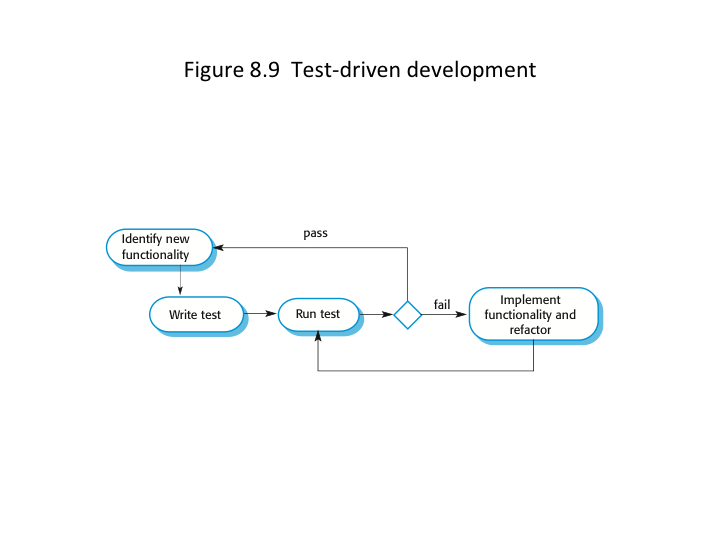 Figure 8.9 Test-driven development
pass
Identify new
functionality
Write test
Run test
fail
Implement
functionality and
refactor